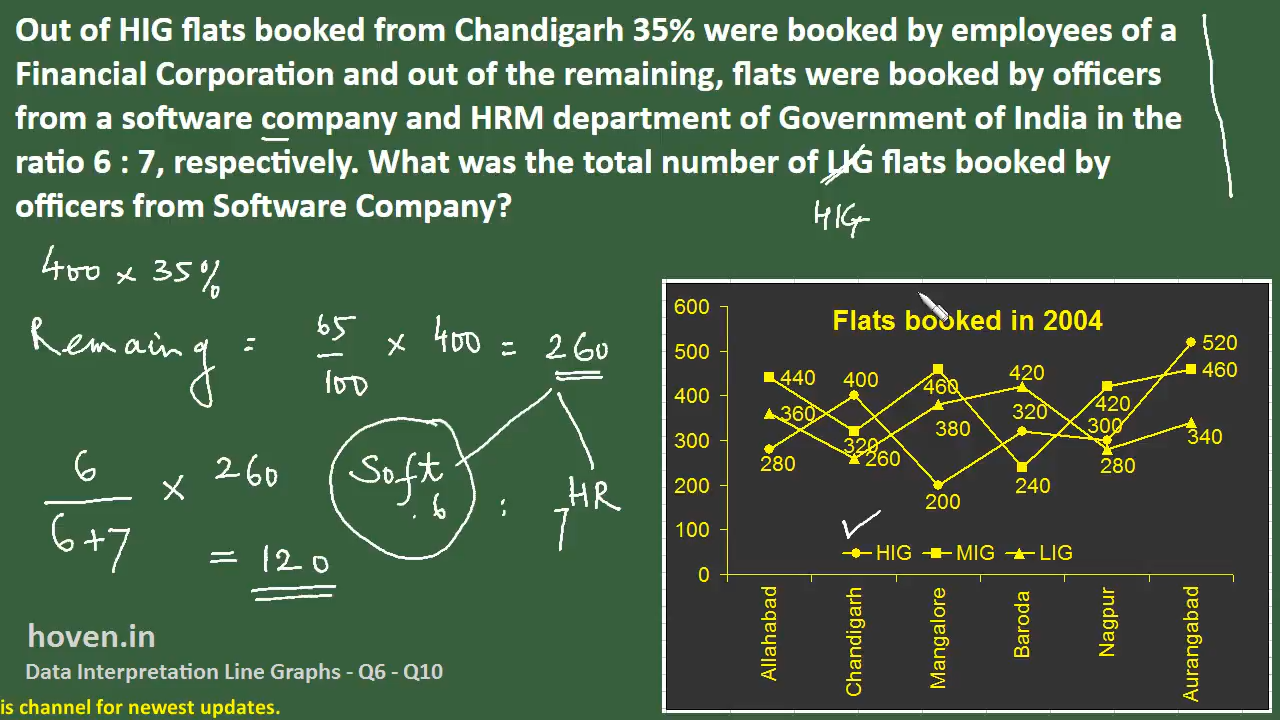 Out of HIG flats booked from Chandigarh 35% were booked by employees of a
Financial Corporation and out of the remaining, flats were booked by officers
from a software company and HRM department of Government of India in the
ratio 6 : 7, respectively. What was the total number of LIG flats booked by
HIG
officers from Software Company?
400 × 35%
Remaing = 65/100 × 400 = 260
Soft : HR
6 7
6/(6+7) × 260
= 120
Flats booked in 2004
600
500
400
300
200
100
0
440 360 280
400 320 260
460 380 200
420 320 240
420 300 280
520 460 340
HIG MIG LIG
Allahabad
Chandigarh
Mangalore
Baroda
Nagpur
Aurangabad
hoven.in
Data Interpretation Line Graphs - Q6 - Q10
is channel for newest updates.